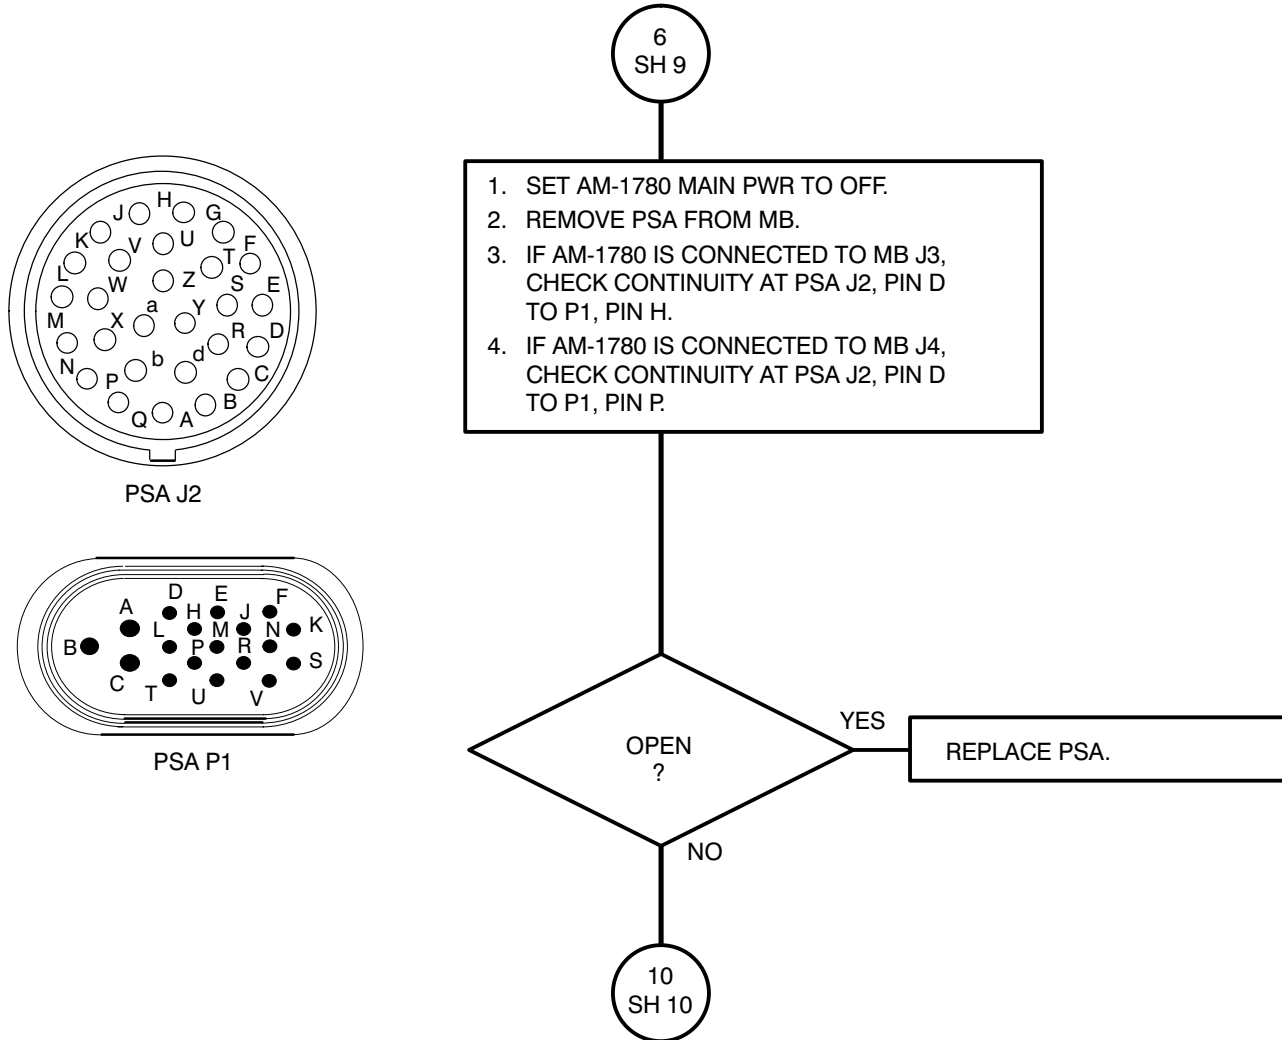 6
SH 9
1. SET AM-1780 MAIN PWR TO OFF.
2. REMOVE PSA FROM MB.
3. IF AM-1780 IS CONNECTED TO MB J3,
CHECK CONTINUITY AT PSA J2, PIN D
TO P1, PIN H.
4. IF AM-1780 IS CONNECTED TO MB J4,
CHECK CONTINUITY AT PSA J2, PIN D
TO P1, PIN P.
H
J
G
K
V
U
F
T
L
W
Z
S
E
a
Y
M
X
R
D
N
b
d
P
C
B
Q
A
PSA J2
D
E
F
A
H
J
L
M
N
K
B
P
R
S
C
T
U
V
PSA P1
OPEN
?
YES
REPLACE PSA.
NO
10
SH 10